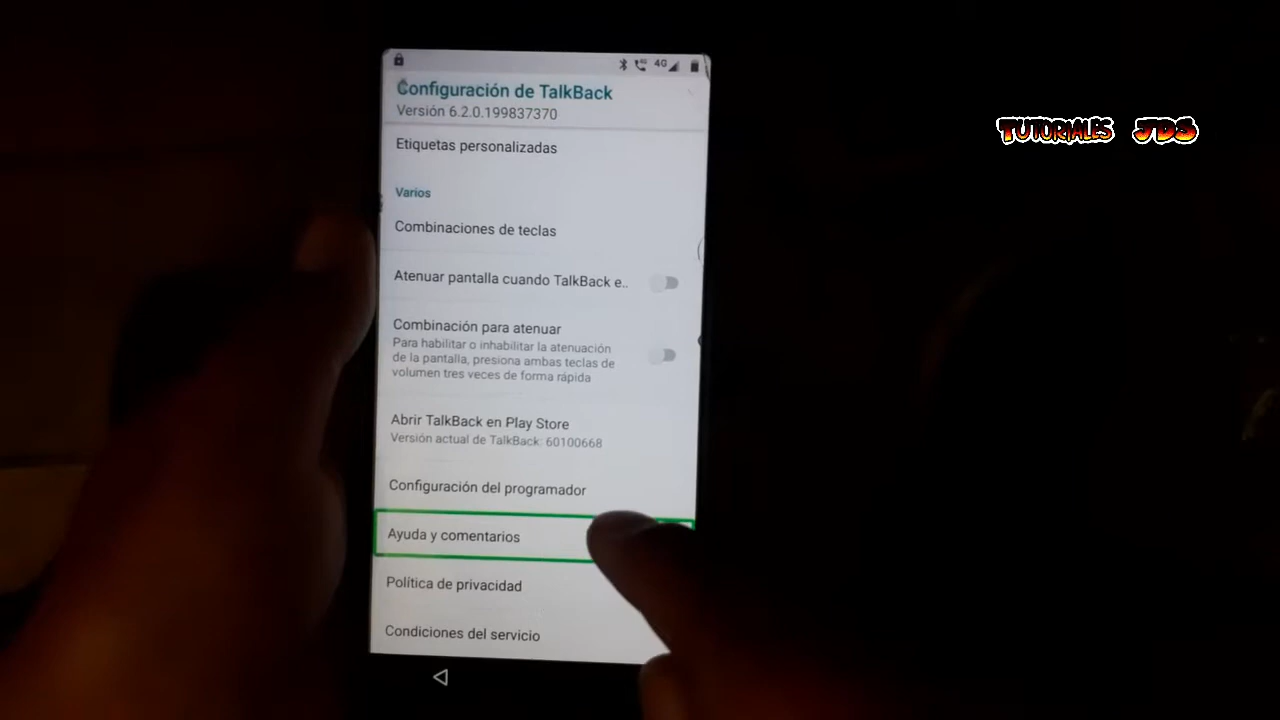 4G
Configuración de TalkBack
Versión 6.2.0.199837370
TUTORIALES JDS
Etiquetas personalizadas
Varios
Combinaciones de teclas
Atenuar pantalla cuando TalkBack e..
Combinación para atenuar
Para habilitar o inhabilitar la atenuación
de la pantalla, presiona ambas teclas de
volumen tres veces de forma rápida
Abrir TalkBack en Play Store
Versión actual de TalkBack: 60100668
Configuración del programador
Ayuda y comentarios
Política de privacidad
Condiciones del servicio